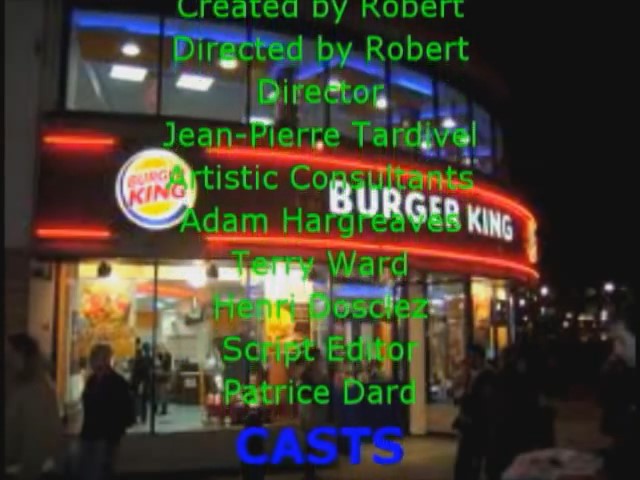 Created by Robert
Directed by Robert
Director
Jean-Pierre Tardivel
Artistic Consultants
BURGER KING
BURGER KING
Adam Hargreaves
Terry Ward
Henri Dosclez
Script Editor
Patrice Dard
CASTS